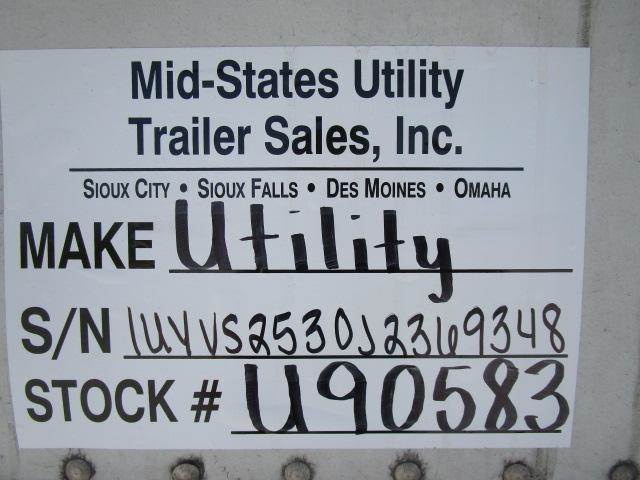 Mid-States Utility
Trailer Sales, Inc.
SIOUX CITY • SIOUX FALLS • DES MOINES • OMAHA
MAKE Utility
S/N 1UYVS2530J2369348
STOCK # U90583